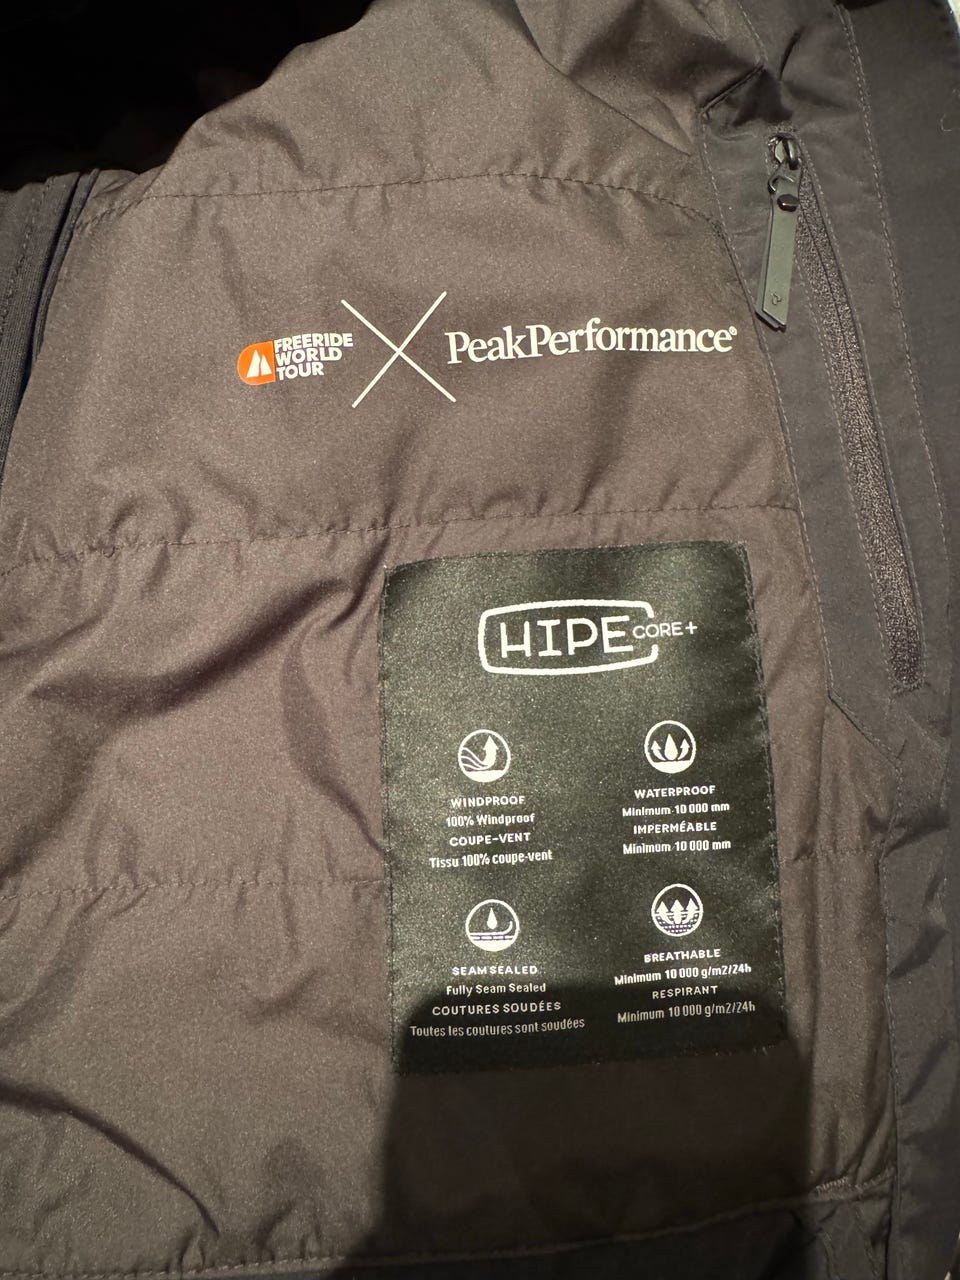 FREERIDE
WORLD
TOUR
PeakPerformance®
HIPE CORE+
WINDPROOF
100% Windproof
COUPE-VENT
Tissu 100% coupe-vent
WATERPROOF
Minimum 10 000 mm
IMPERMÉABLE
Minimum 10 000 mm
SEAM SEALED
Fully Seam Sealed
COUTURES SOUDÉES
Toutes les coutures sont soudées
BREATHABLE
Minimum 10 000 g/m2/24h
RESPIRANT
Minimum 10 000 g/m2/24h